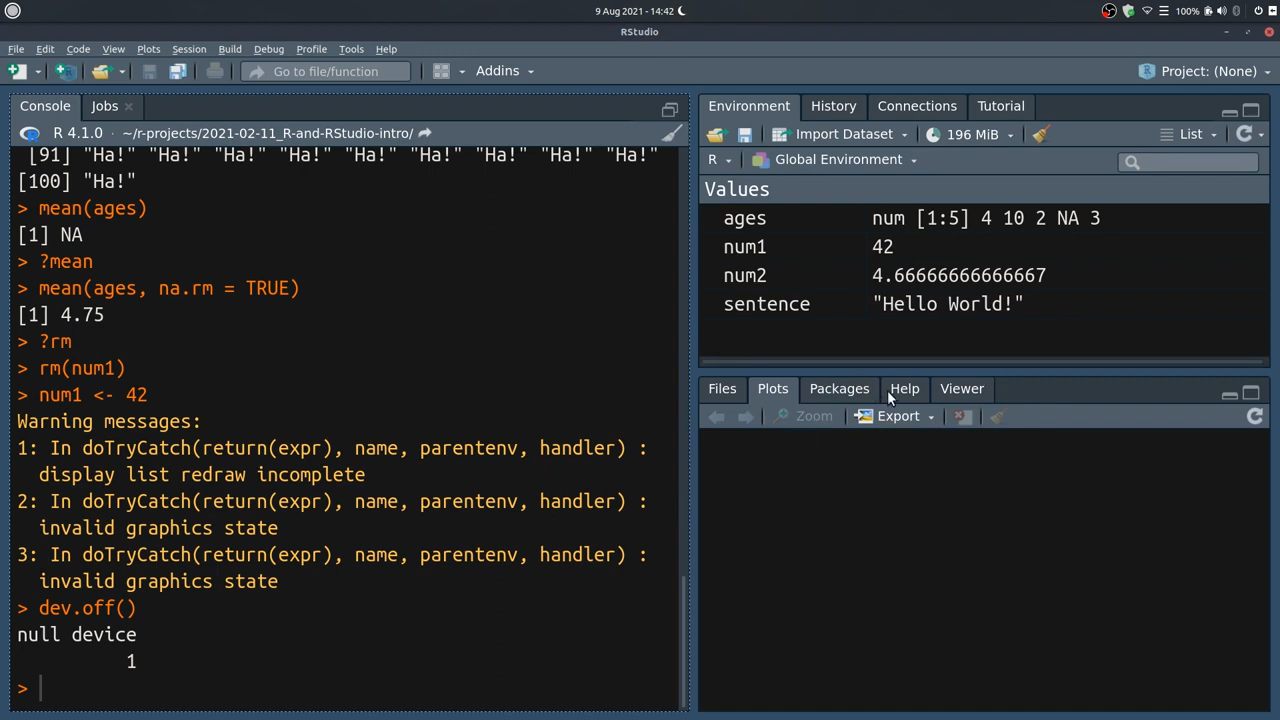 9 Aug 2021 - 14:42
100%
RStudio
File Edit Code View Plots Session Build Debug Profile Tools Help
Go to file/function
Addins
Project: (None)
Console Jobs
R 4.1.0 · ~/r-projects/2021-02-11_R-and-RStudio-intro/
[91] "Ha!" "Ha!" "Ha!" "Ha!" "Ha!" "Ha!" "Ha!" "Ha!" "Ha!"
[100] "Ha!"
> mean(ages)
[1] NA
> ?mean
> mean(ages, na.rm = TRUE)
[1] 4.75
> ?rm
> rm(num1)
> num1 <- 42
Warning messages:
1: In doTryCatch(return(expr), name, parentenv, handler) :
display list redraw incomplete
2: In doTryCatch(return(expr), name, parentenv, handler) :
invalid graphics state
3: In doTryCatch(return(expr), name, parentenv, handler) :
invalid graphics state
> dev.off()
null device
1
>
Environment History Connections Tutorial
Import Dataset 196 MiB List
R Global Environment
Values
ages num [1:5] 4 10 2 NA 3
num1 42
num2 4.66666666666667
sentence "Hello World!"
Files Plots Packages Help Viewer
Zoom Export